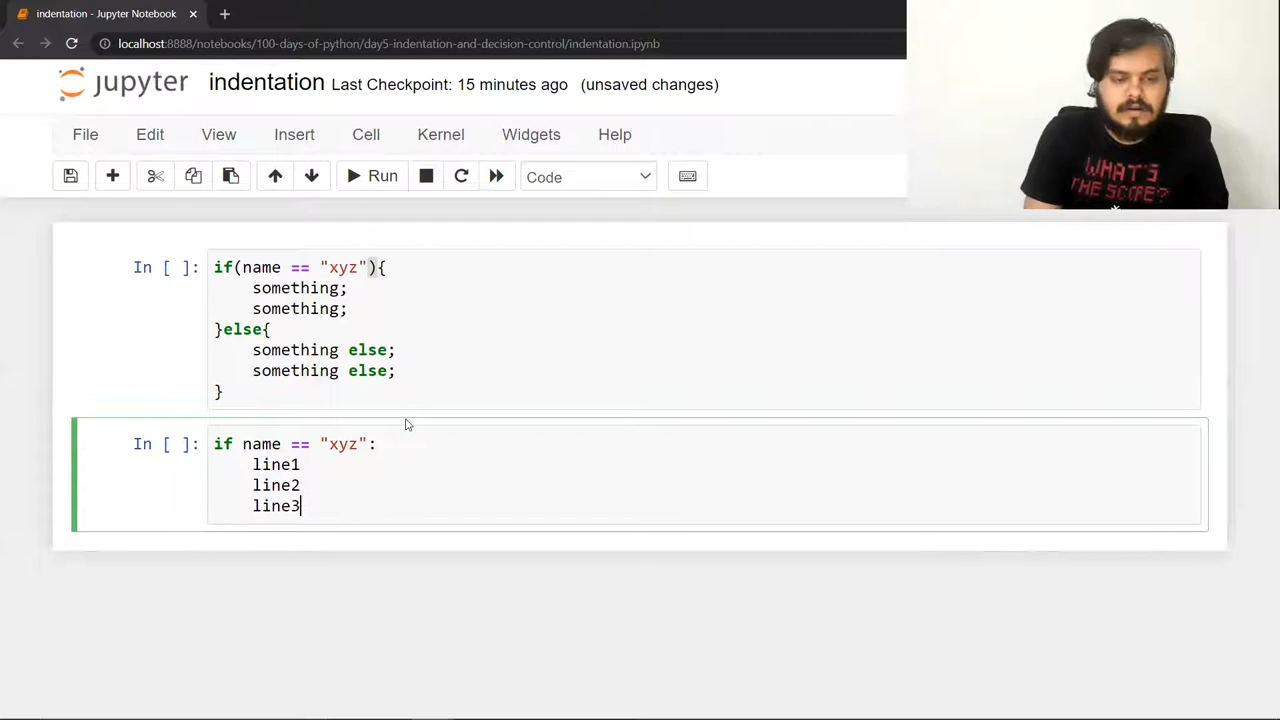 indentation - Jupyter Notebook
localhost:8888/notebooks/100-days-of-python/day5-indentation-and-decision-control/indentation.ipynb
jupyter indentation Last Checkpoint: 15 minutes ago (unsaved changes)
File Edit View Insert Cell Kernel Widgets Help
Run Code
WHAT'S
THE SCOPE?
In [ ]: if(name == "xyz"){
    something;
    something;
}else{
    something else;
    something else;
}
In [ ]: if name == "xyz":
    line1
    line2
    line3